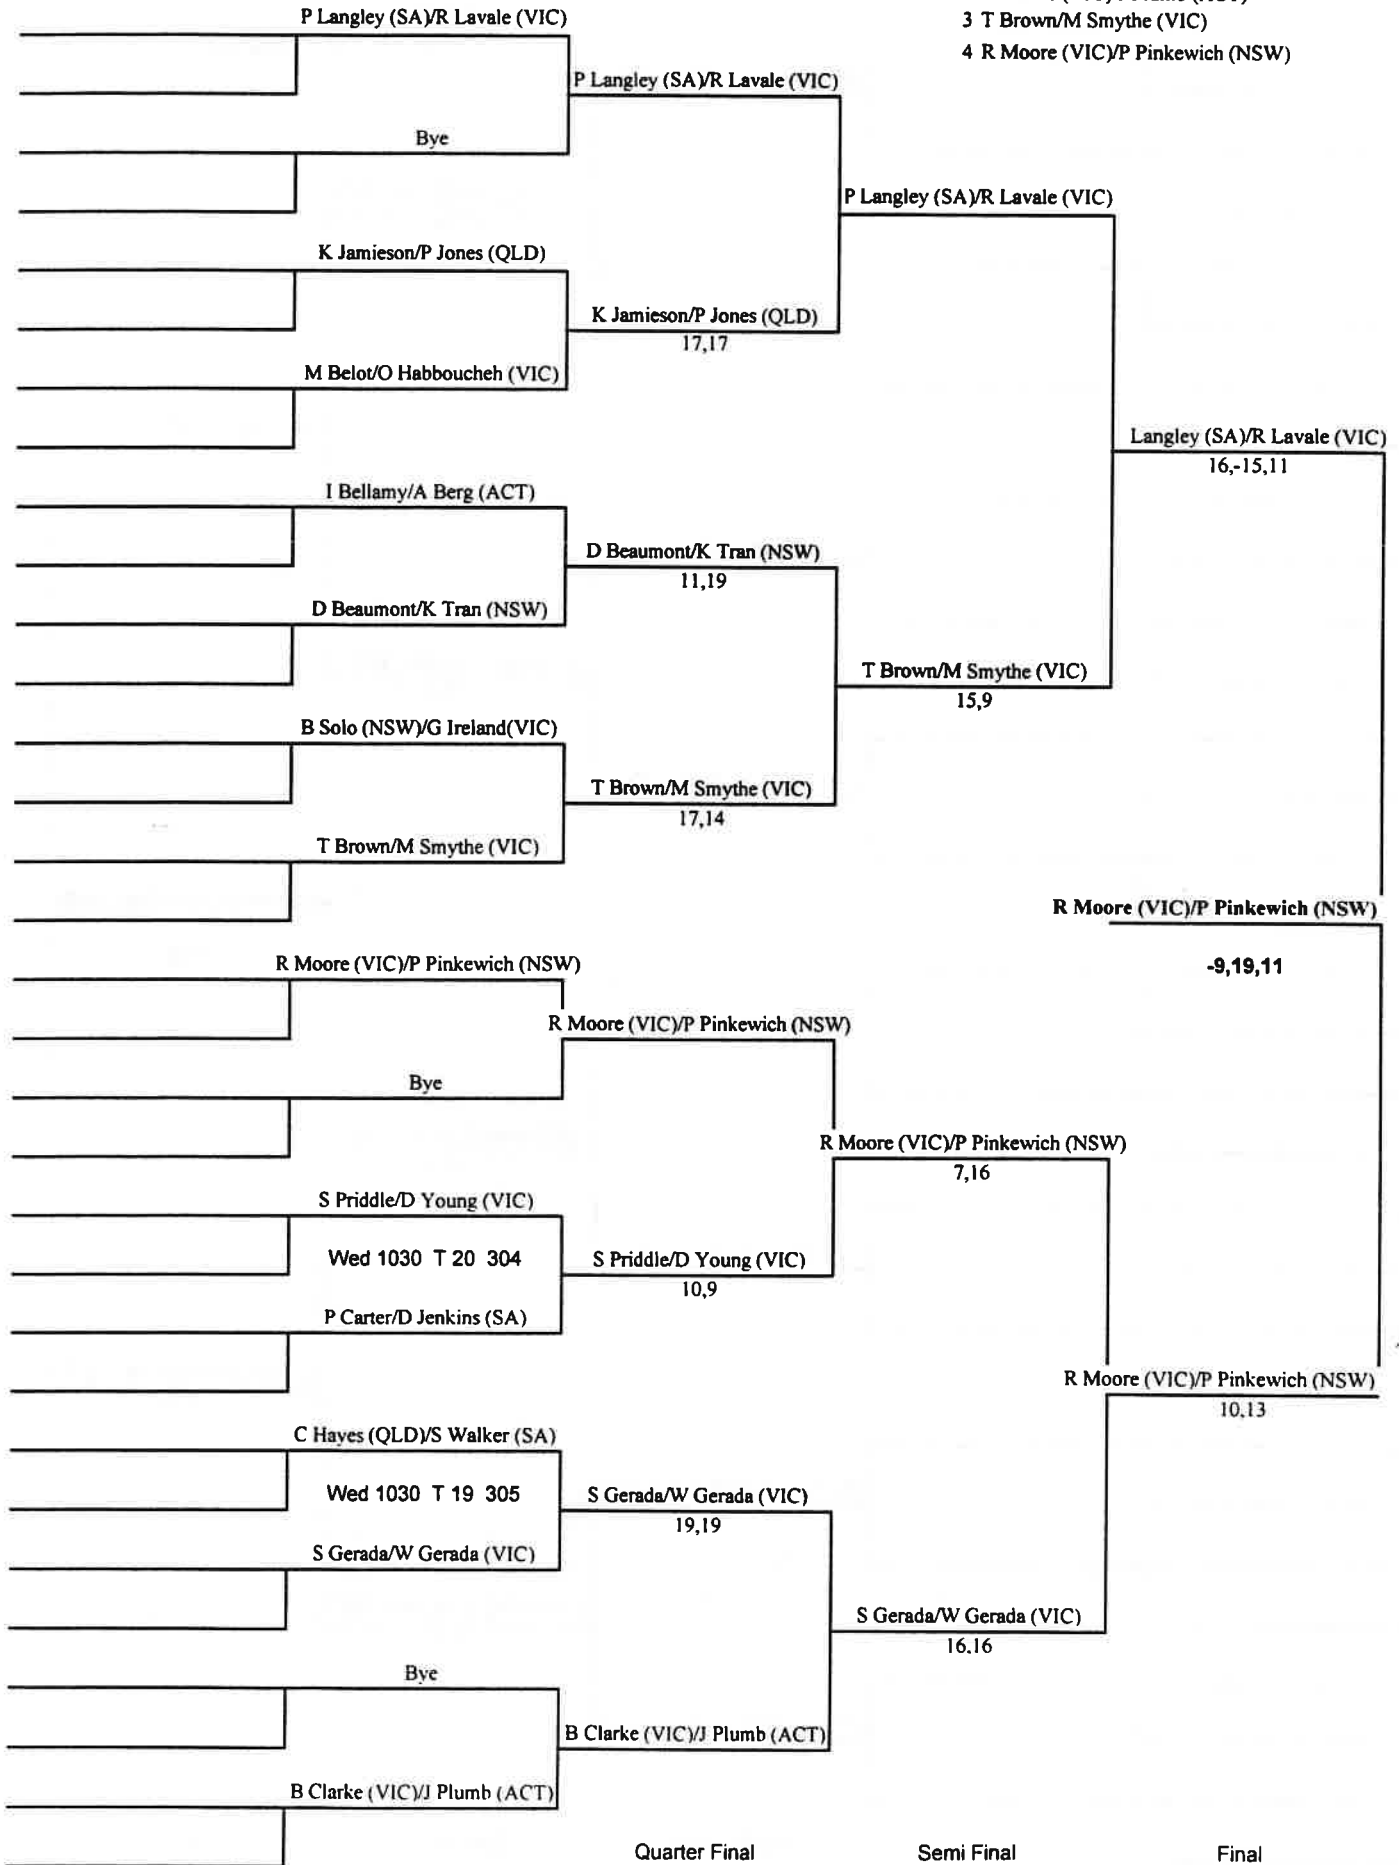 3 T Brown/M Smythe (VIC)
4 R Moore (VIC)/P Pinkewich (NSW)
P Langley (SA)/R Lavale (VIC)
P Langley (SA)/R Lavale (VIC)
Bye
P Langley (SA)/R Lavale (VIC)
K Jamieson/P Jones (QLD)
K Jamieson/P Jones (QLD)
17,17
M Belot/O Habboucheh (VIC)
Langley (SA)/R Lavale (VIC)
16,-15,11
I Bellamy/A Berg (ACT)
D Beaumont/K Tran (NSW)
11,19
D Beaumont/K Tran (NSW)
T Brown/M Smythe (VIC)
15,9
B Solo (NSW)/G Ireland(VIC)
T Brown/M Smythe (VIC)
17,14
T Brown/M Smythe (VIC)
R Moore (VIC)/P Pinkewich (NSW)
-9,19,11
R Moore (VIC)/P Pinkewich (NSW)
R Moore (VIC)/P Pinkewich (NSW)
Bye
R Moore (VIC)/P Pinkewich (NSW)
7,16
S Priddle/D Young (VIC)
Wed 1030 T 20 304
S Priddle/D Young (VIC)
10,9
P Carter/D Jenkins (SA)
R Moore (VIC)/P Pinkewich (NSW)
10,13
C Hayes (QLD)/S Walker (SA)
Wed 1030 T 19 305
S Gerada/W Gerada (VIC)
19,19
S Gerada/W Gerada (VIC)
S Gerada/W Gerada (VIC)
16,16
Bye
B Clarke (VIC)/J Plumb (ACT)
B Clarke (VIC)/J Plumb (ACT)
Quarter Final
Semi Final
Final